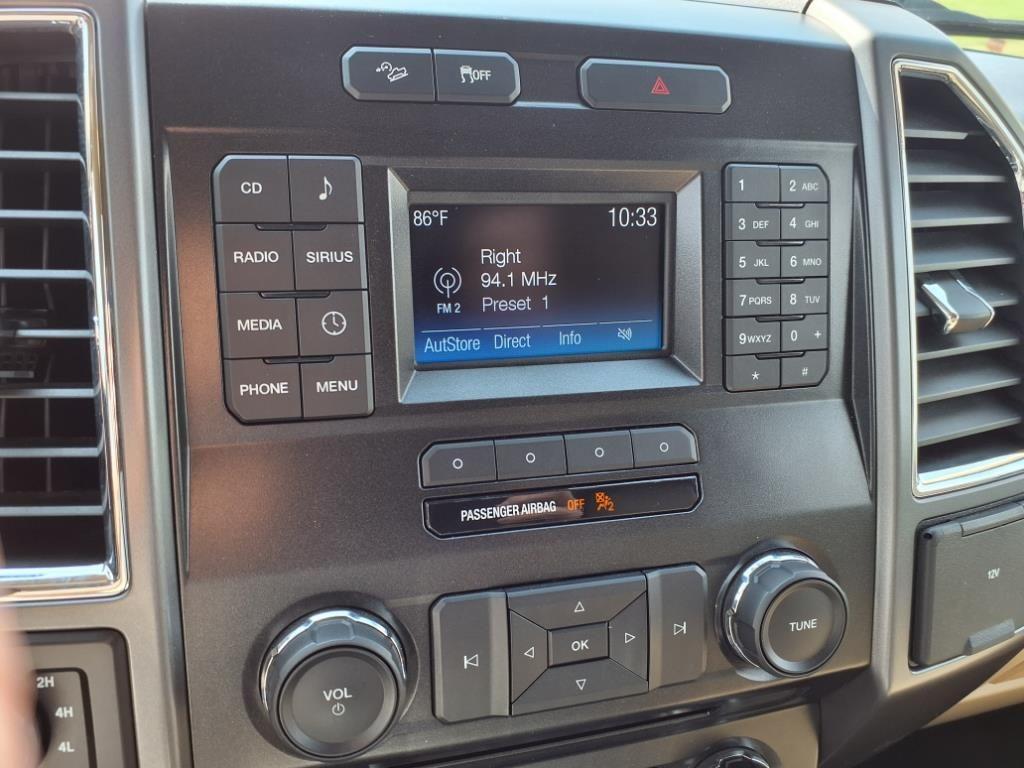 OFF
CD
RADIO SIRIUS
MEDIA
PHONE MENU
86°F 10:33
Right
94.1 MHz
FM 2 Preset 1
AutStore Direct Info
1 2 ABC
3 DEF 4 GHI
5 JKL 6 MNO
7 PQRS 8 TUV
9 WXYZ 0 +
* #
PASSENGER AIRBAG OFF 2
12V
OK
VOL
TUNE
2H
4H
4L